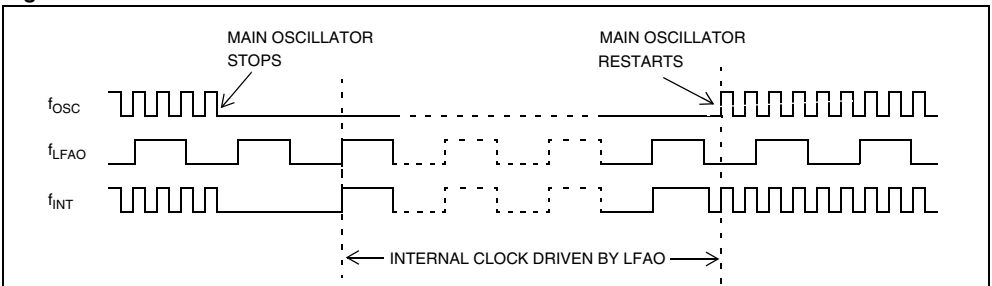 MAIN OSCILLATOR
STOPS
MAIN OSCILLATOR
RESTARTS
fOSC
fLFAO
fINT
INTERNAL CLOCK DRIVEN BY LFAO